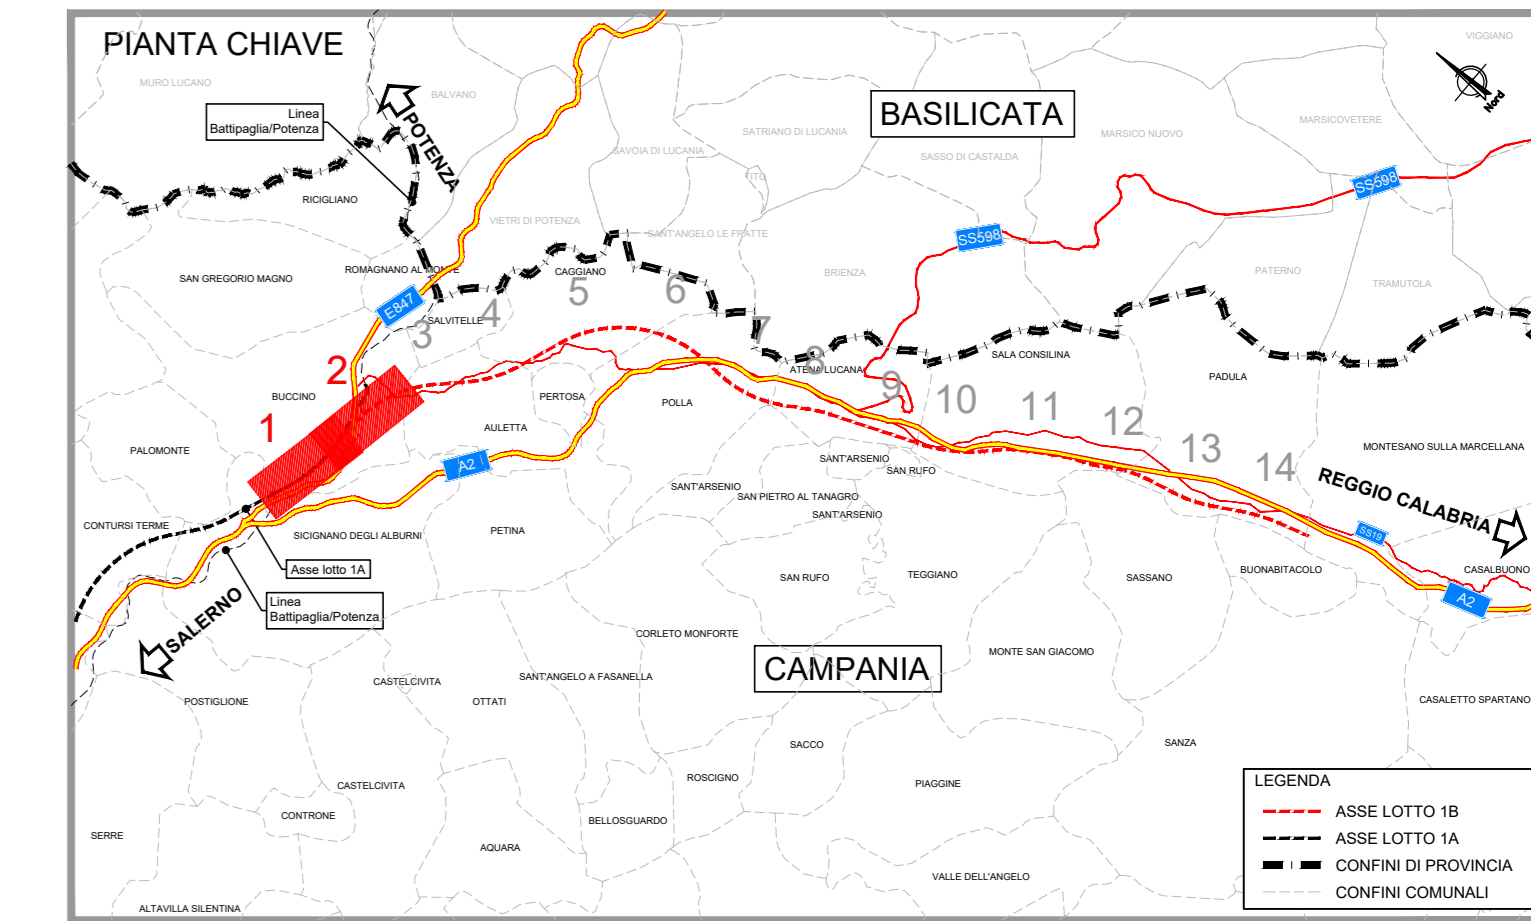 PIANTA CHIAVE
VIGGIANO
MURO LUCANO
BALVANO
Linea
Battipaglia/Potenza
POTENZA
BASILICATA
Nord
SATRIANO DI LUCANIA
MARSICO NUOVO
MARSICOVETERE
SAVOIA DI LUCANIA
SASSO DI CASTALDA
TITO
SS598
RICIGLIANO
VIETRI DI POTENZA
SANT'ANGELO LE FRATTE
SS598
SAN GREGORIO MAGNO
ROMAGNANO AL MONTE
CAGGIANO
BRIENZA
PATERNO
TRAMUTOLA
E847
SALVITELLE
3
4
5
6
7
8
ATENA LUCANA
SALA CONSILINA
PADULA
2
BUCCINO
PERTOSA
POLLA
9
10
11
12
13
14
1
AULETTA
PALOMONTE
A2
SANT'ARSENIO
SAN RUFO
MONTESANO SULLA MARCELLANA
SANT'ARSENIO
SAN PIETRO AL TANAGRO
SANT'ARSENIO
REGGIO CALABRIA
CONTURSI TERME
SICIGNANO DEGLI ALBURNI
PETINA
SS19
Asse lotto 1A
SAN RUFO
TEGGIANO
SASSANO
BUONABITACOLO
CASALBUONO
A2
Linea
Battipaglia/Potenza
SALERNO
CORLETO MONFORTE
MONTE SAN GIACOMO
CAMPANIA
POSTIGLIONE
CASTELCIVITA
OTTATI
SANT'ANGELO A FASANELLA
CASALETTO SPARTANO
SACCO
SANZA
ROSCIGNO
PIAGGINE
CASTELCIVITA
CONTRONE
BELLOSGUARDO
SERRE
AQUARA
VALLE DELL'ANGELO
ALTAVILLA SILENTINA
LEGENDA
ASSE LOTTO 1B
ASSE LOTTO 1A
CONFINI DI PROVINCIA
CONFINI COMUNALI